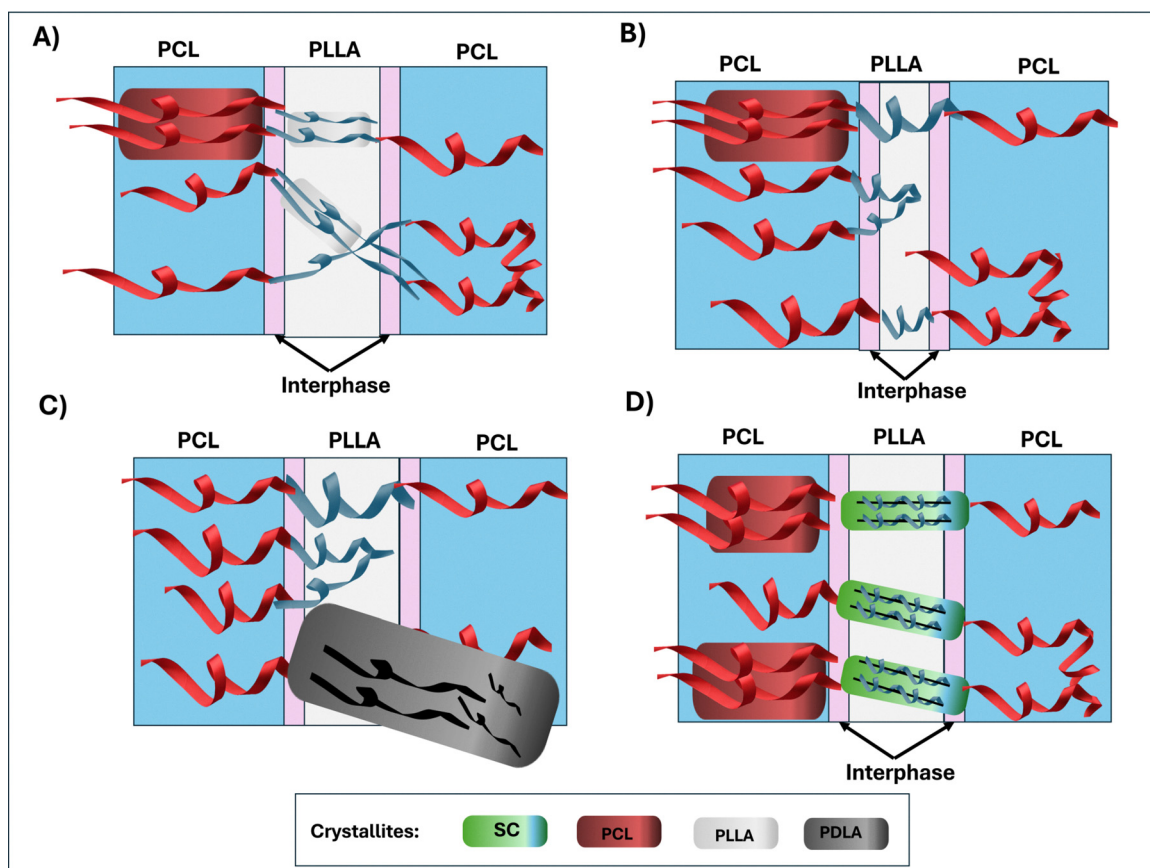 A)
PCL PLLA PCL
Interphase
B)
PCL PLLA PCL
Interphase
C)
PCL PLLA PCL
D)
PCL PLLA PCL
Interphase
Crystallites: SC PCL PLLA PDLA